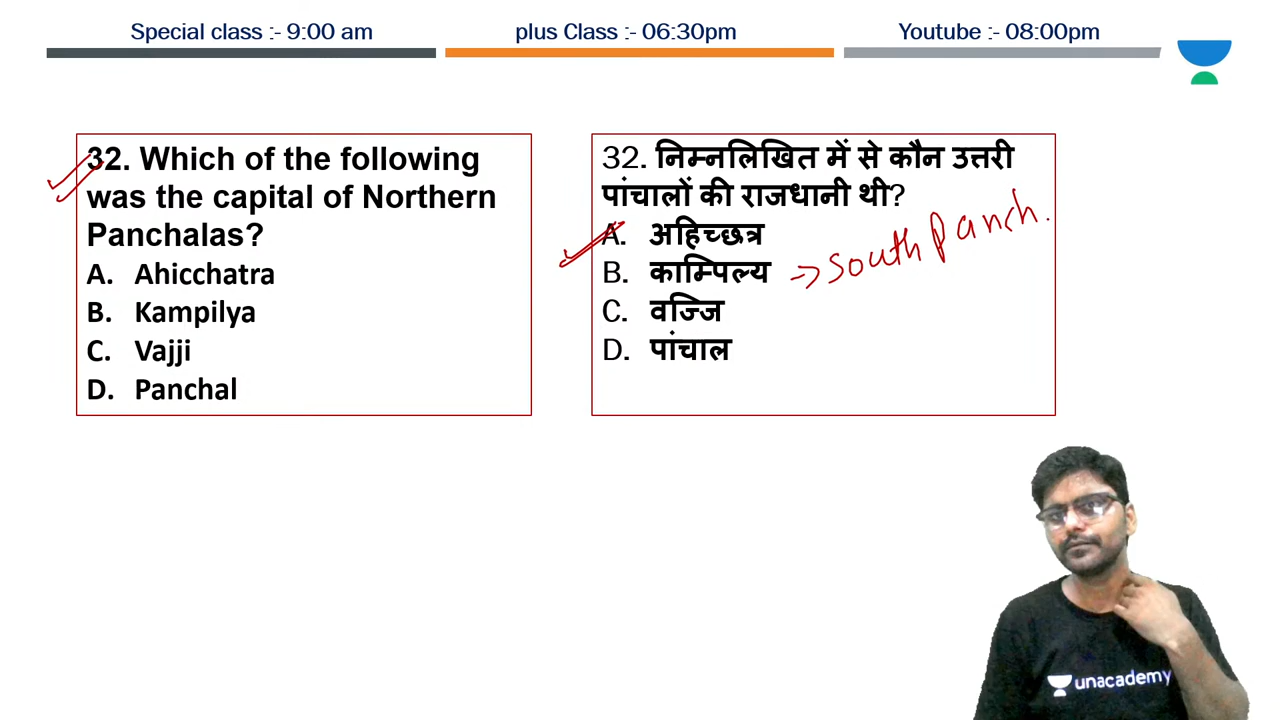 Special class :- 9:00 am
plus Class :- 06:30pm
Youtube :- 08:00pm
32. Which of the following
was the capital of Northern
Panchalas?
A. Ahicchatra
B. Kampilya
C. Vajji
D. Panchal
32. निम्नलिखित में से कौन उत्तरी
पांचालों की राजधानी थी?
A. अहिच्छत्र
B. काम्पिल्य
C. वज्जि
D. पांचाल
-> South Panch.
unacademy